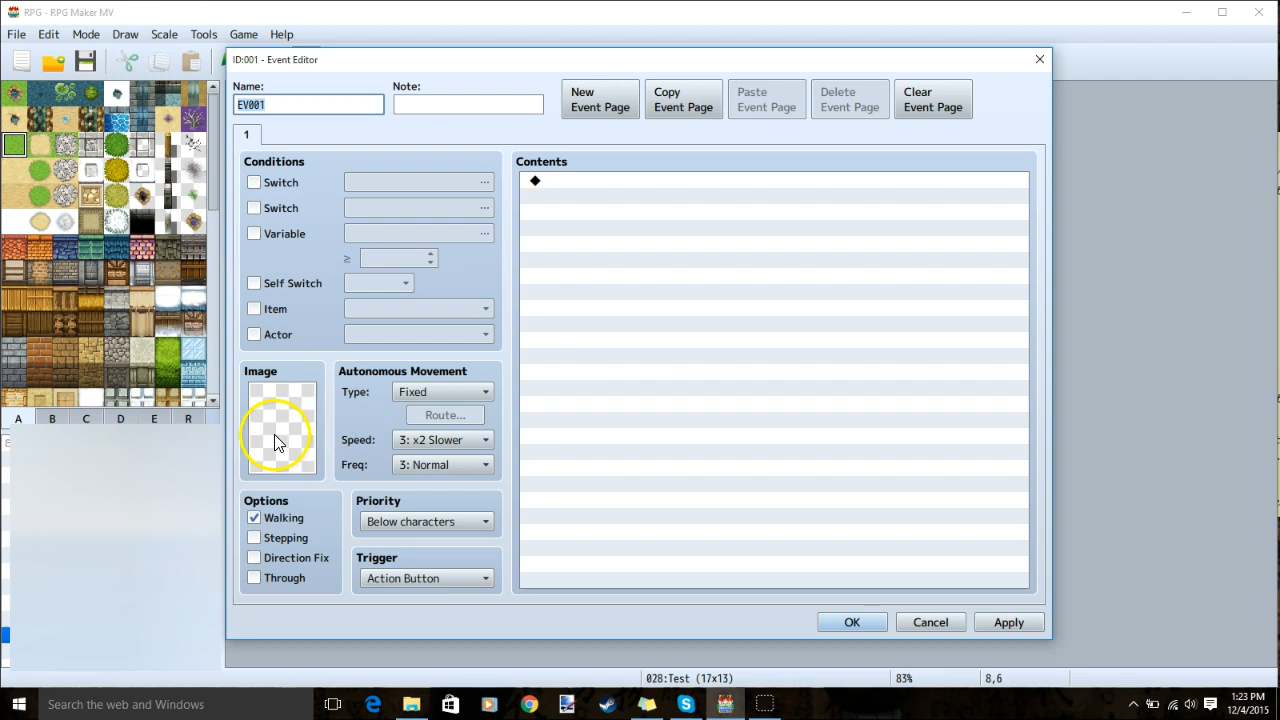 RPG - RPG Maker MV
File Edit Mode Draw Scale Tools Game Help
ID:001 - Event Editor
Name: Note:
EV001
New Event Page
Copy Event Page
Paste Event Page
Delete Event Page
Clear Event Page
1
Conditions
Switch ...
Switch ...
Variable ...
≥
Self Switch
Item
Actor
Image
Autonomous Movement
Type: Fixed
Route...
Speed: 3: x2 Slower
Freq: 3: Normal
Options
Walking
Stepping
Direction Fix
Through
Priority
Below characters
Trigger
Action Button
Contents
OK Cancel Apply
A B C D E R
028:Test (17x13) 83% 8,6
Search the web and Windows
1:23 PM
12/4/2015